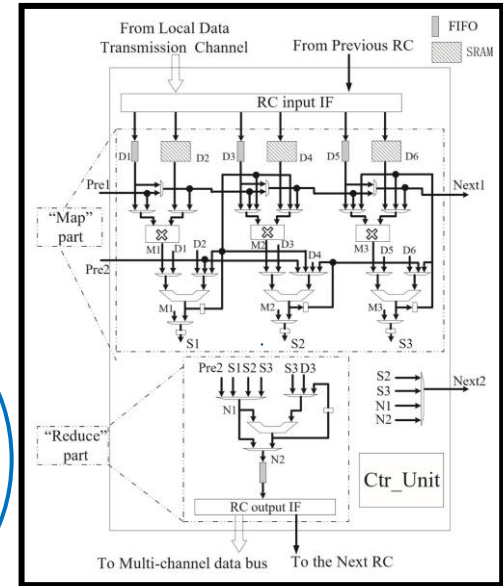 From Local Data
Transmission Channel
From Previous RC
FIFO
SRAM
RC input IF
D1
D2
D3
D4
D5
D6
Pre1
Next1
"Map"
part
M1
D1
D2
M2
D3
D4
M3
D5
D6
Pre2
M1
M2
M3
S1
S2
S3
Pre2 S1 S2 S3
S3 D3
S2
S3
N1
N2
Next2
"Reduce"
part
N1
N2
Ctr_Unit
RC output IF
To Multi-channel data bus
To the Next RC